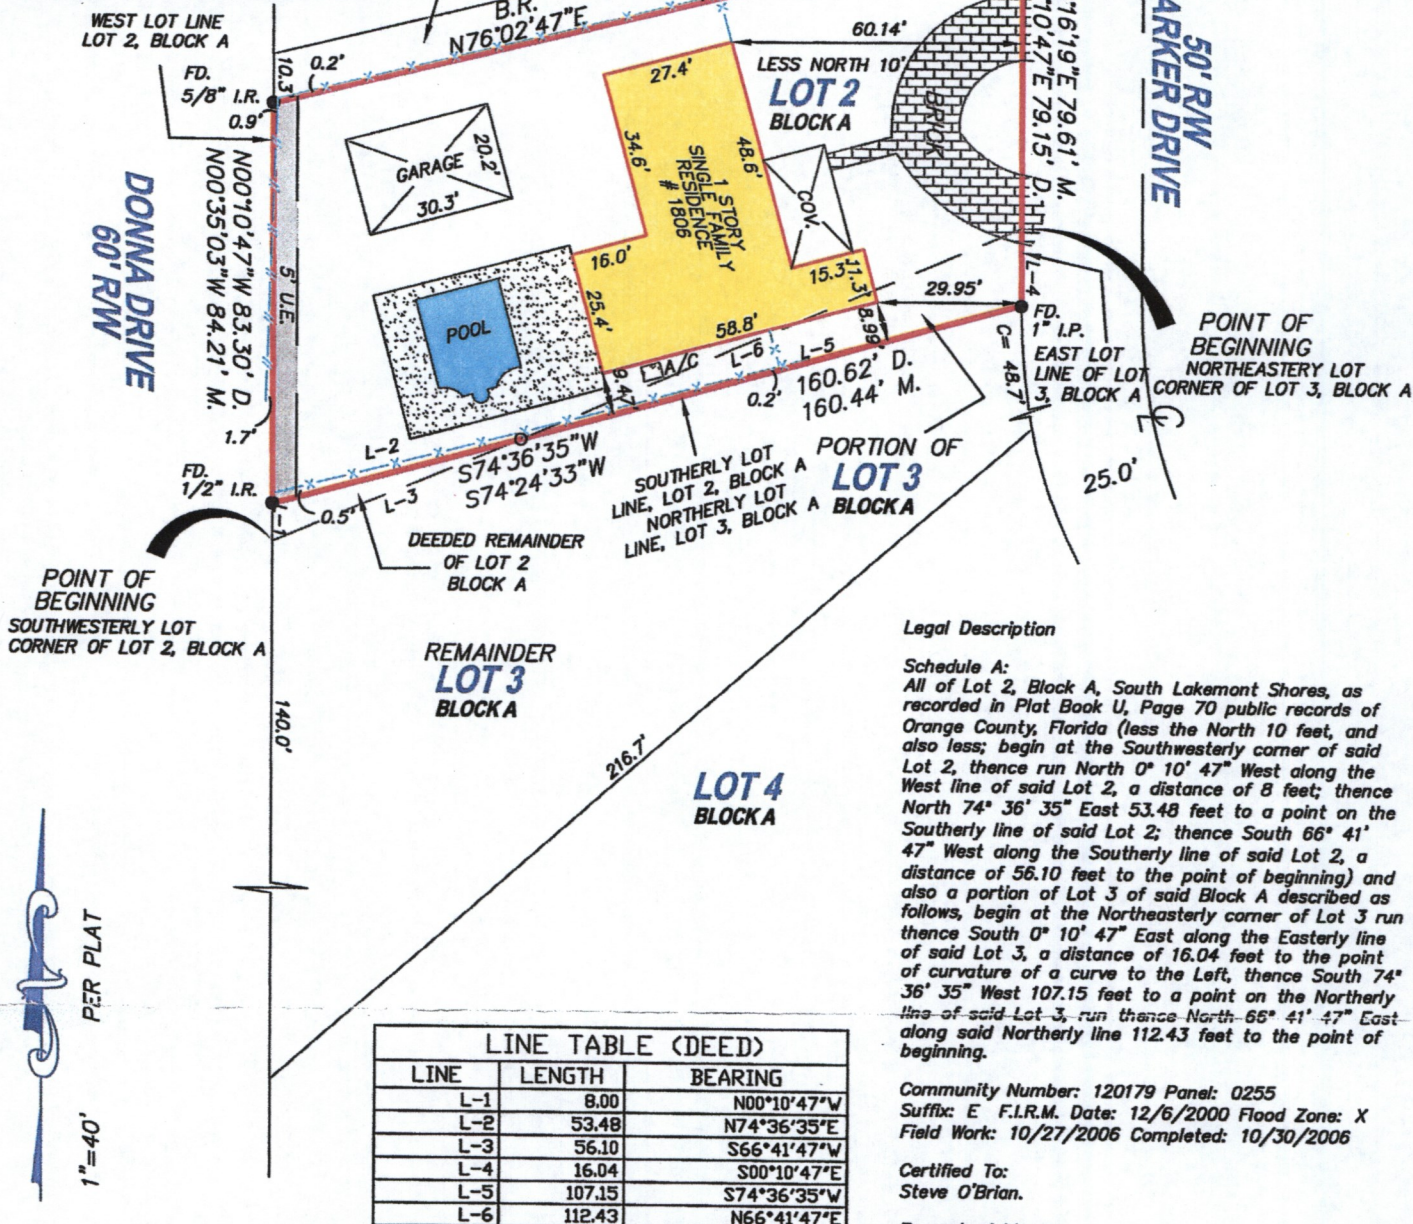 WEST LOT LINE
LOT 2, BLOCK A
B.R.
N76°02'47"E
0.2'
10.3'
FD.
5/8" I.R.
0.9'
60.14'
LESS NORTH 10'
LOT 2
BLOCK A
27.4'
34.6'
48.6'
1 STORY
SINGLE FAMILY
RESIDENCE
# 1806
GARAGE
20.2'
30.3'
BRICK
COV.
16'19"E 79.61' M.
10'47"E 79.15' D.
50' R/W
ARKER DRIVE
DONNA DRIVE
60' R/W
N00°10'47"W 83.30' D.
N00°35'03"W 84.21' M.
5' U.E.
16.0'
25.4'
15.3'
11.3'
58.8'
29.95'
8.99'
POOL
A/C
9.47'
L-6
L-5
L-4
FD.
1" I.P.
C= 48.7'
EAST LOT
LINE OF LOT
3, BLOCK A
POINT OF
BEGINNING
NORTHEASTERY LOT
CORNER OF LOT 3, BLOCK A
160.62' D.
160.44' M.
0.2'
1.7'
FD.
1/2" I.R.
L-1
0.5'
L-2
L-3
S74°36'35"W
S74°24'33"W
SOUTHERLY LOT
LINE, LOT 2, BLOCK A
NORTHERLY LOT
LINE, LOT 3, BLOCK A
PORTION OF
LOT 3
BLOCK A
25.0'
DEEDED REMAINDER
OF LOT 2
BLOCK A
POINT OF
BEGINNING
SOUTHWESTERLY LOT
CORNER OF LOT 2, BLOCK A
REMAINDER
LOT 3
BLOCK A
140.0'
216.7'
LOT 4
BLOCK A
PER PLAT
1"=40'
Legal Description
Schedule A:
All of Lot 2, Block A, South Lakemont Shores, as
recorded in Plat Book U, Page 70 public records of
Orange County, Florida (less the North 10 feet, and
also less; begin at the Southwesterly corner of said
Lot 2, thence run North 0° 10' 47" West along the
West line of said Lot 2, a distance of 8 feet; thence
North 74° 36' 35" East 53.48 feet to a point on the
Southerly line of said Lot 2; thence South 66° 41'
47" West along the Southerly line of said Lot 2, a
distance of 56.10 feet to the point of beginning) and
also a portion of Lot 3 of said Block A described as
follows, begin at the Northeasterly corner of Lot 3 run
thence South 0° 10' 47" East along the Easterly line
of said Lot 3, a distance of 16.04 feet to the point
of curvature of a curve to the Left, thence South 74°
36' 35" West 107.15 feet to a point on the Northerly
line of said Lot 3, run thence North 66° 41' 47" East
along said Northerly line 112.43 feet to the point of
beginning.
Community Number: 120179 Panel: 0255
Suffix: E F.I.R.M. Date: 12/6/2000 Flood Zone: X
Field Work: 10/27/2006 Completed: 10/30/2006
Certified To:
Steve O'Brian.
LINE TABLE (DEED)
LINE LENGTH BEARING
L-1 8.00 N00°10'47"W
L-2 53.48 N74°36'35"E
L-3 56.10 S66°41'47"W
L-4 16.04 S00°10'47"E
L-5 107.15 S74°36'35"W
L-6 112.43 N66°41'47"E